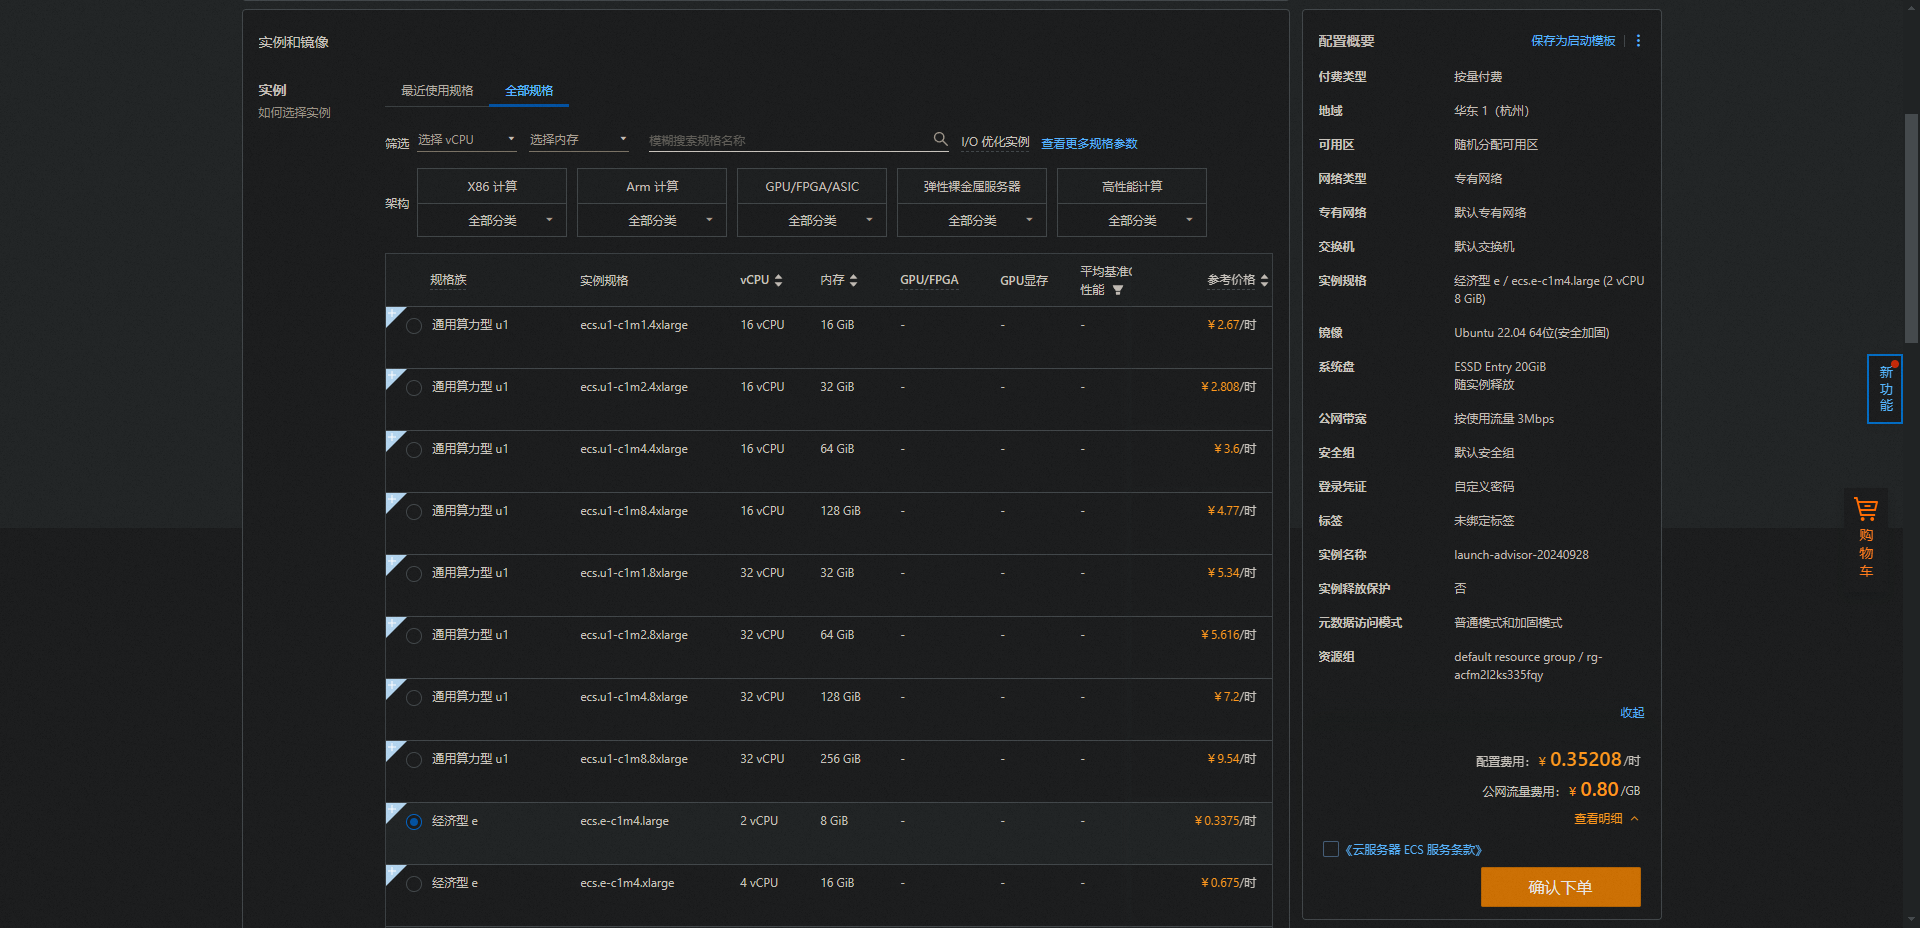 实例和镜像
实例
如何选择实例
最近使用规格
全部规格
筛选
选择 vCPU
选择内存
模糊搜索规格名称
I/O 优化实例
查看更多规格参数
架构
X86 计算
Arm 计算
GPU/FPGA/ASIC
弹性裸金属服务器
高性能计算
全部分类
全部分类
全部分类
全部分类
全部分类
规格族 实例规格 vCPU 内存 GPU/FPGA GPU显存 平均基准 参考价格
性能
通用算力型 u1 ecs.u1-c1m1.4xlarge 16 vCPU 16 GiB - - - ¥ 2.67/时
通用算力型 u1 ecs.u1-c1m2.4xlarge 16 vCPU 32 GiB - - - ¥ 2.808/时
通用算力型 u1 ecs.u1-c1m4.4xlarge 16 vCPU 64 GiB - - - ¥ 3.6/时
通用算力型 u1 ecs.u1-c1m8.4xlarge 16 vCPU 128 GiB - - - ¥ 4.77/时
通用算力型 u1 ecs.u1-c1m1.8xlarge 32 vCPU 32 GiB - - - ¥ 5.34/时
通用算力型 u1 ecs.u1-c1m2.8xlarge 32 vCPU 64 GiB - - - ¥ 5.616/时
通用算力型 u1 ecs.u1-c1m4.8xlarge 32 vCPU 128 GiB - - - ¥ 7.2/时
通用算力型 u1 ecs.u1-c1m8.8xlarge 32 vCPU 256 GiB - - - ¥ 9.54/时
经济型 e ecs.e-c1m4.large 2 vCPU 8 GiB - - - ¥ 0.3375/时
经济型 e ecs.e-c1m4.xlarge 4 vCPU 16 GiB - - - ¥ 0.675/时
配置概要 保存为启动模板
付费类型 按量付费
地域 华东 1（杭州）
可用区 随机分配可用区
网络类型 专有网络
专有网络 默认专有网络
交换机 默认交换机
实例规格 经济型 e / ecs.e-c1m4.large (2 vCPU
8 GiB)
镜像 Ubuntu 22.04 64位(安全加固)
系统盘 ESSD Entry 20GiB
随实例释放
公网带宽 按使用流量 3Mbps
安全组 默认安全组
登录凭证 自定义密码
标签 未绑定标签
实例名称 launch-advisor-20240928
实例释放保护 否
元数据访问模式 普通模式和加固模式
资源组 default resource group / rg-
acfm2l2ks335fqy
收起
配置费用： ¥ 0.35208 /时
公网流量费用： ¥ 0.80 /GB
查看明细
《云服务器 ECS 服务条款》
确认下单
新
功
能
购
物
车